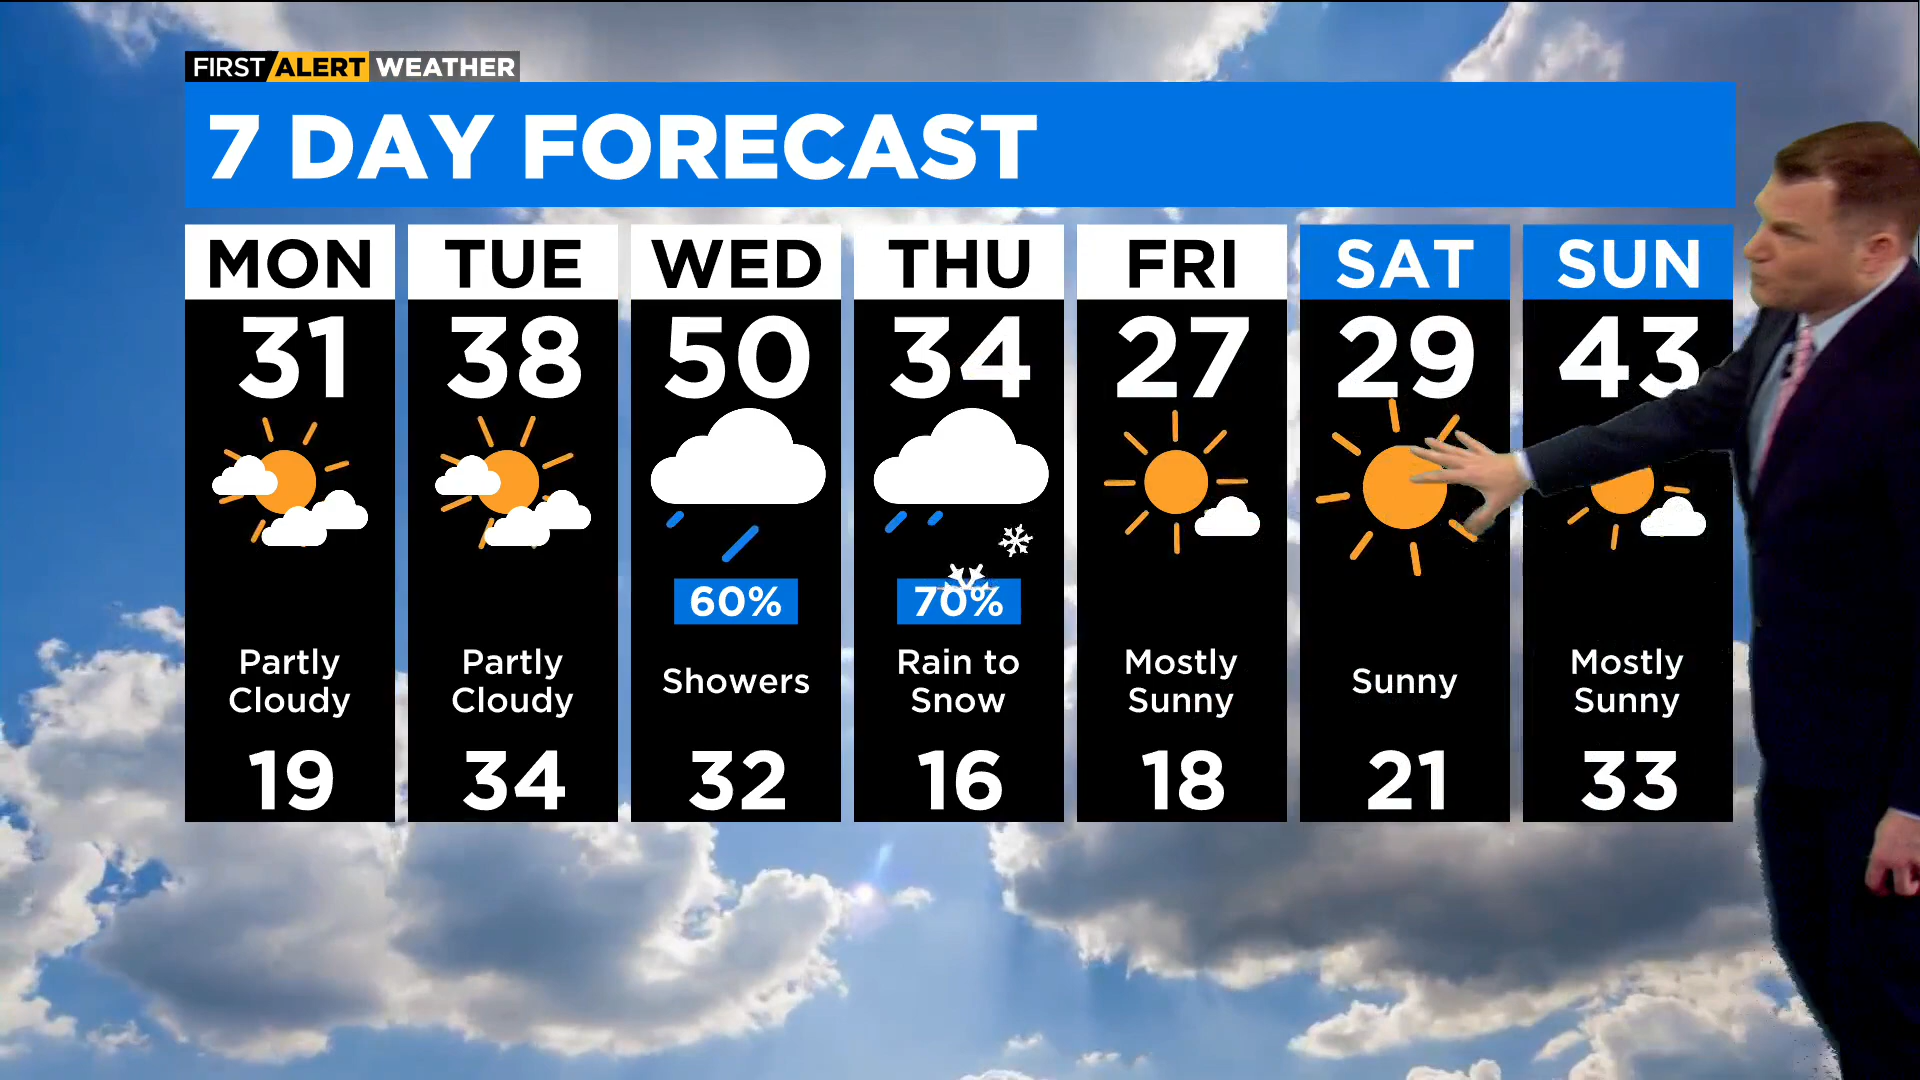 FIRST ALERT WEATHER
7 DAY FORECAST
MON TUE WED THU FRI SAT SUN
31 38 50 34 27 29 43
60% 70%
Partly Cloudy
Partly Cloudy
Showers
Rain to Snow
Mostly Sunny
Sunny
Mostly Sunny
19 34 32 16 18 21 33